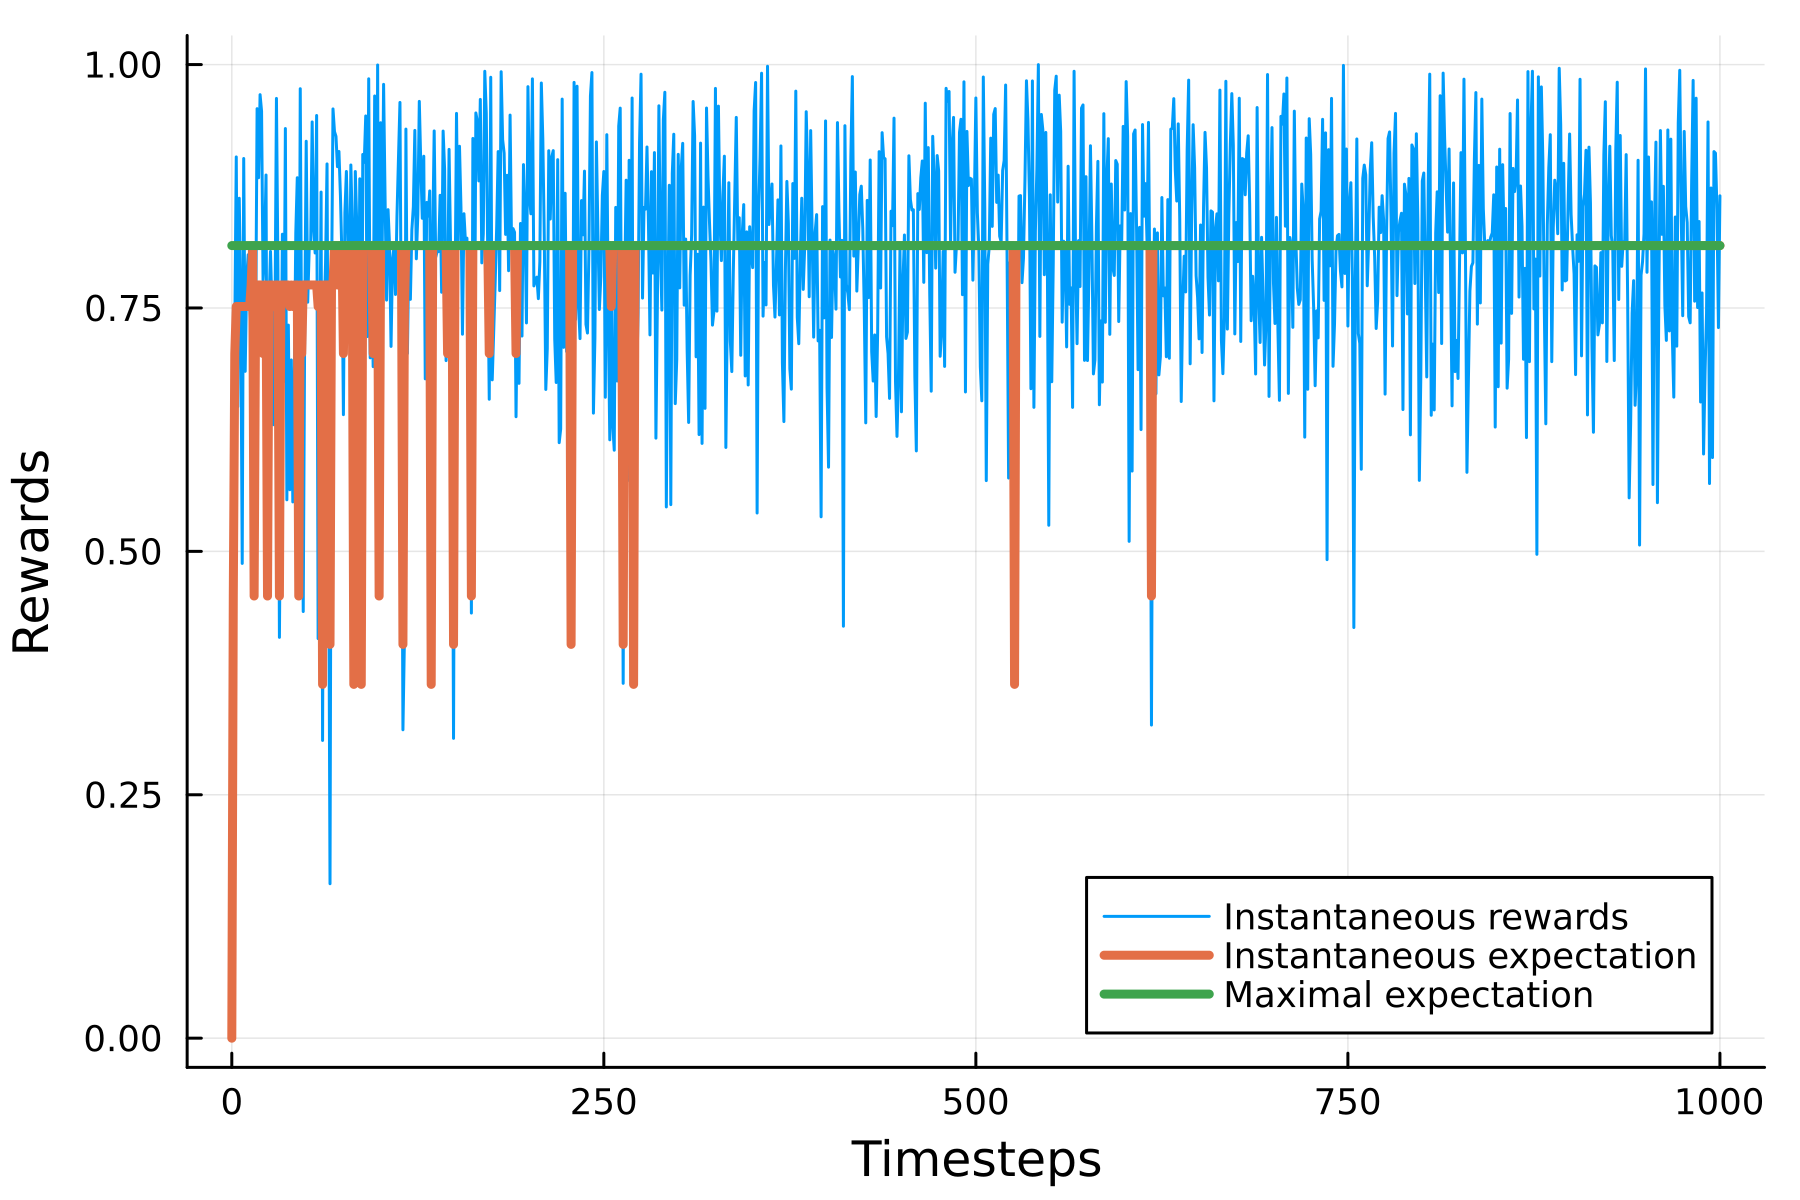 1.00
0.75
0.50
0.25
0.00
Rewards
0 250 500 750 1000
Timesteps
Instantaneous rewards
Instantaneous expectation
Maximal expectation